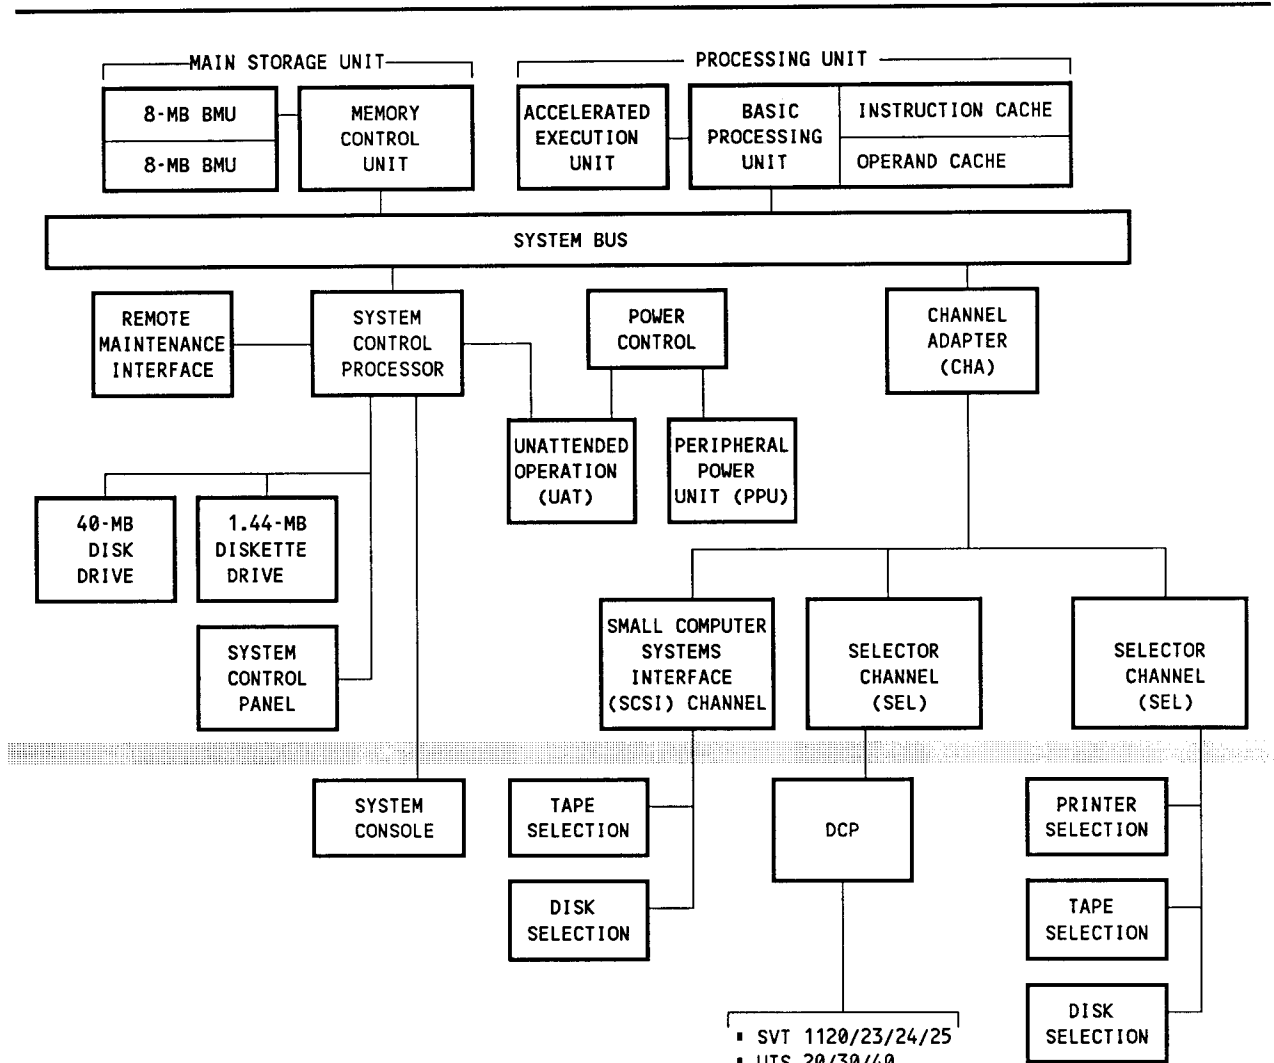 MAIN STORAGE UNIT
PROCESSING UNIT
8-MB BMU
8-MB BMU
MEMORY
CONTROL
UNIT
ACCELERATED
EXECUTION
UNIT
BASIC
PROCESSING
UNIT
INSTRUCTION CACHE
OPERAND CACHE
SYSTEM BUS
REMOTE
MAINTENANCE
INTERFACE
SYSTEM
CONTROL
PROCESSOR
POWER
CONTROL
CHANNEL
ADAPTER
(CHA)
UNATTENDED
OPERATION
(UAT)
PERIPHERAL
POWER
UNIT (PPU)
40-MB
DISK
DRIVE
1.44-MB
DISKETTE
DRIVE
SYSTEM
CONTROL
PANEL
SMALL COMPUTER
SYSTEMS
INTERFACE
(SCSI) CHANNEL
SELECTOR
CHANNEL
(SEL)
SELECTOR
CHANNEL
(SEL)
SYSTEM
CONSOLE
TAPE
SELECTION
DISK
SELECTION
DCP
PRINTER
SELECTION
TAPE
SELECTION
DISK
SELECTION
▪ SVT 1120/23/24/25
▪ UTS 20/30/40